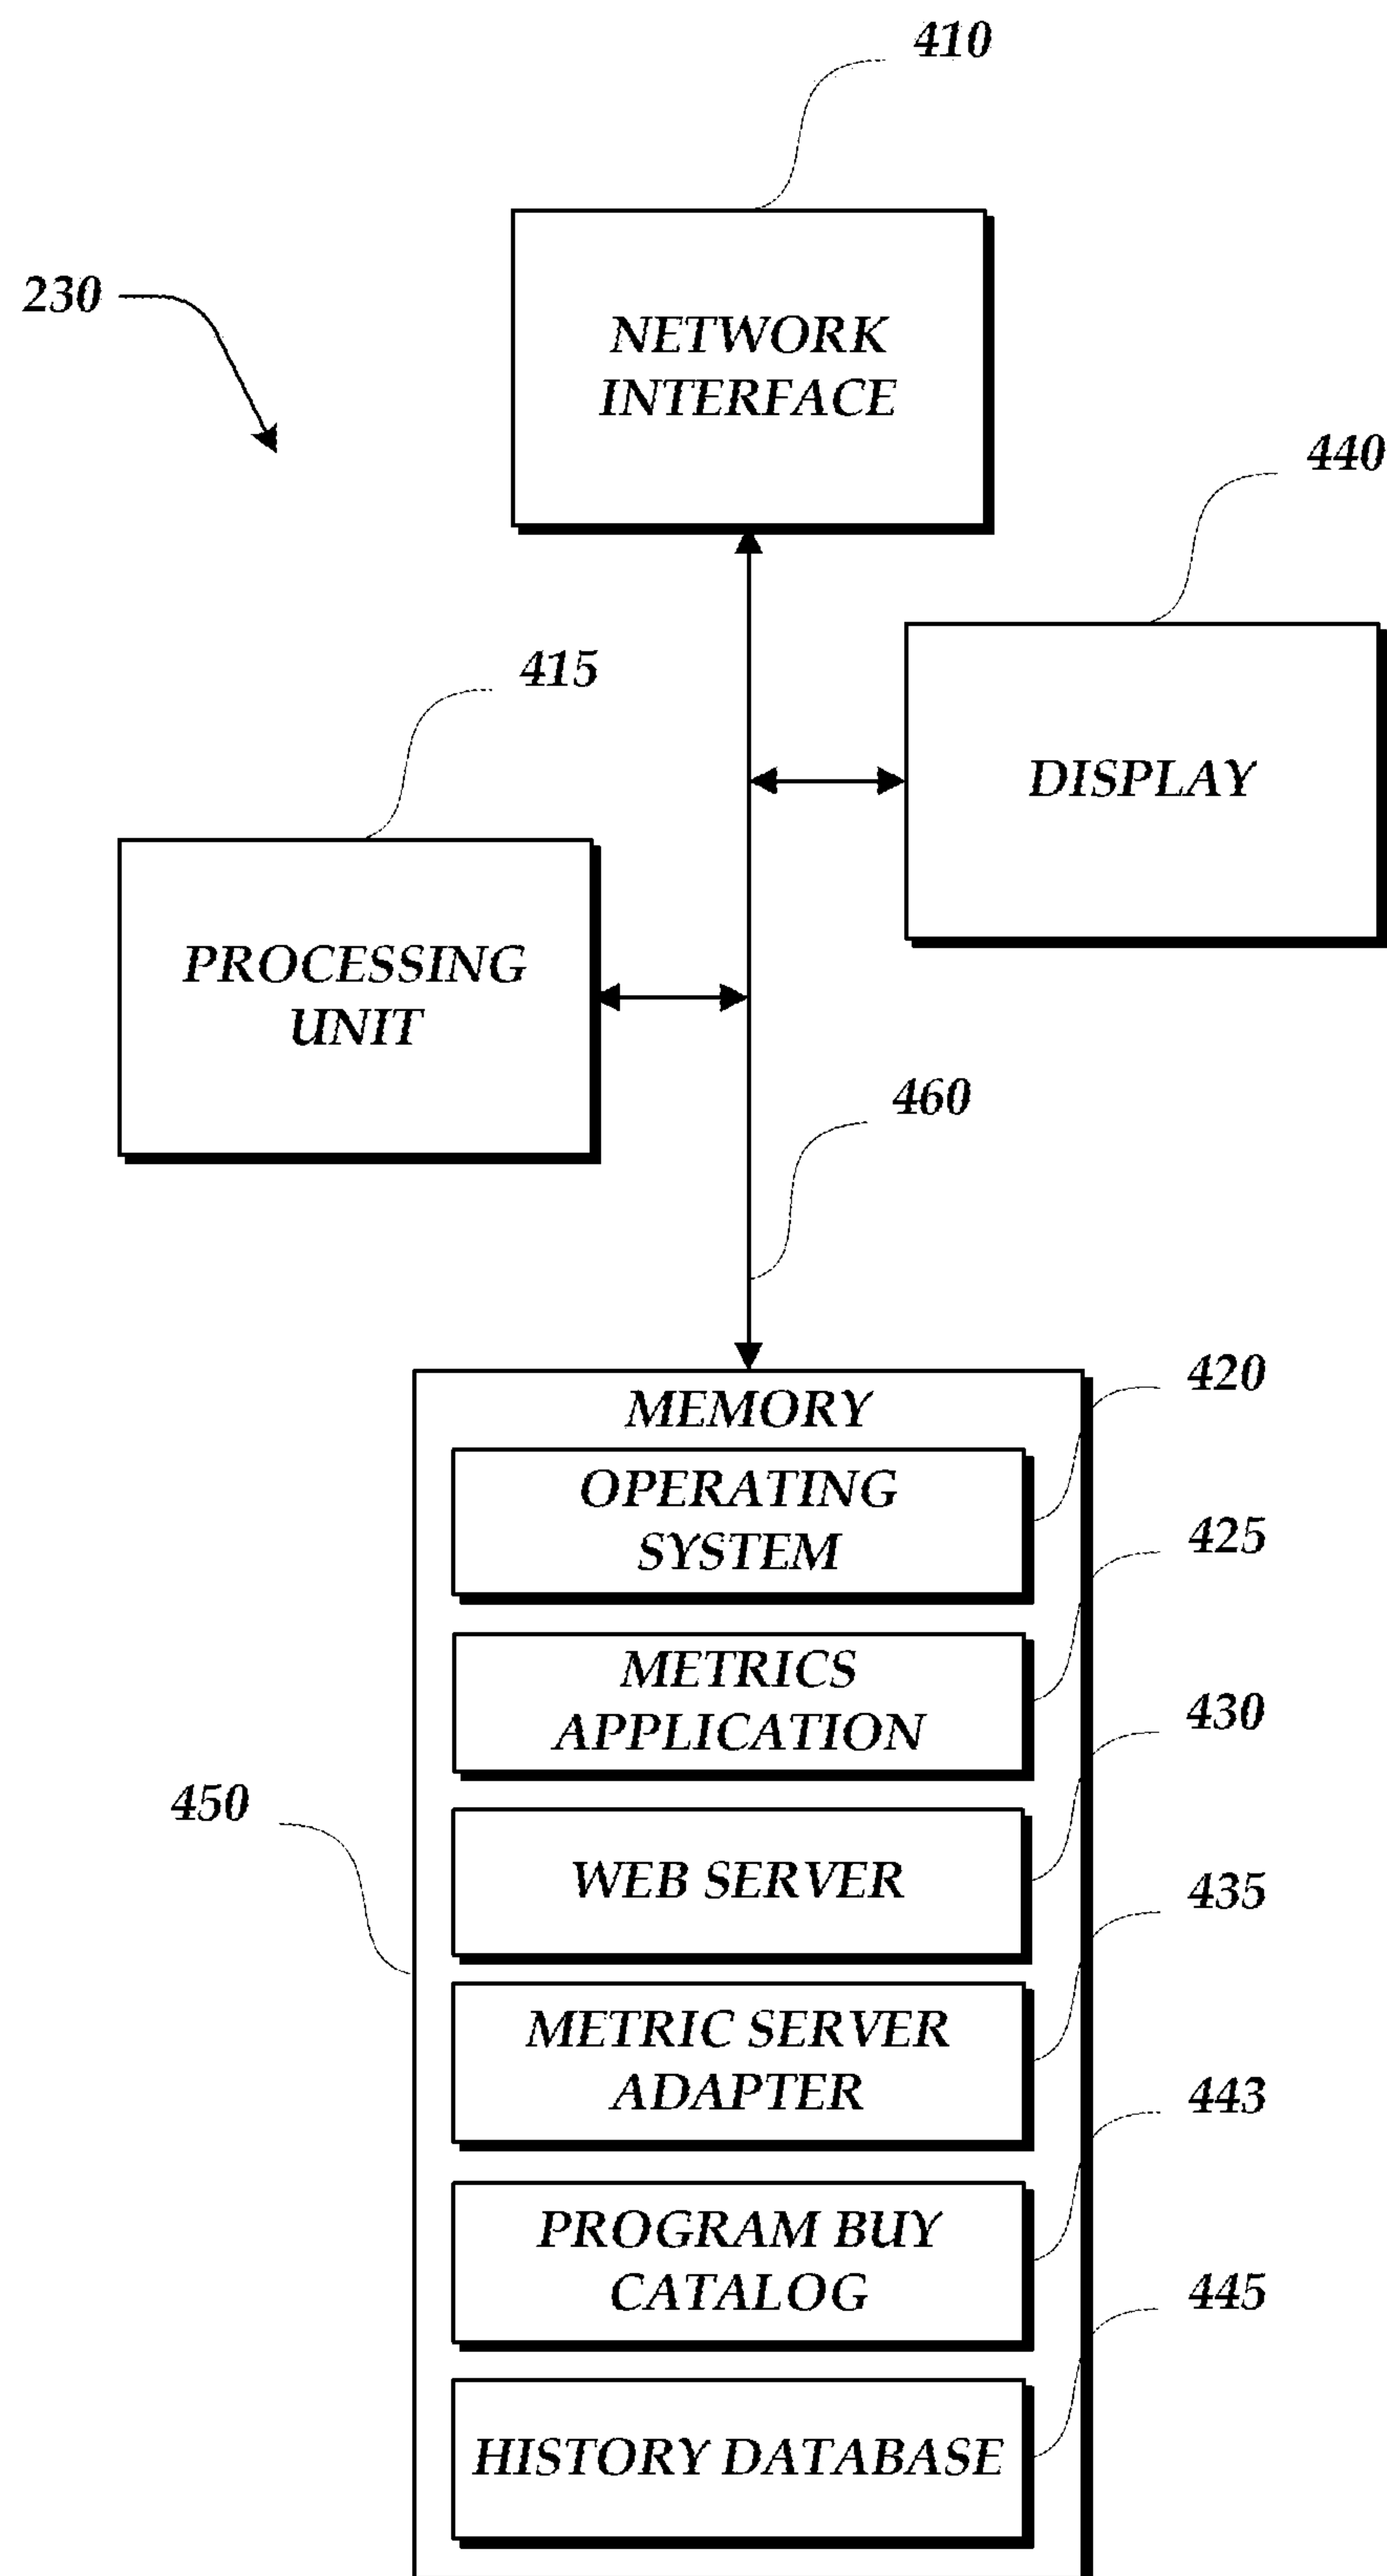 410
230
NETWORK
INTERFACE
440
415
DISPLAY
PROCESSING
UNIT
460
MEMORY
420
OPERATING
SYSTEM
425
METRICS
APPLICATION
430
450
WEB SERVER
435
METRIC SERVER
ADAPTER
443
PROGRAM BUY
CATALOG
445
HISTORY DATABASE